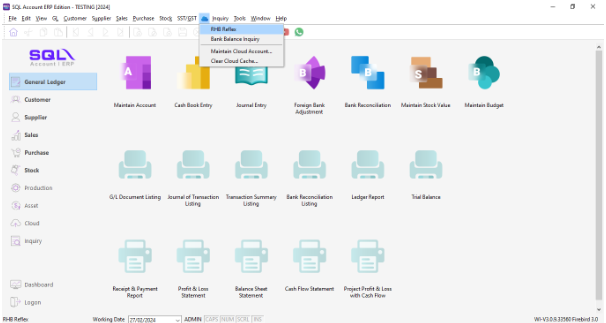 SQL Account ERP Edition - TESTING [2024]
File Edit View GL Customer Supplier Sales Purchase Stock SST/GST Inquiry Tools Window Help
RHB Reflex
Bank Balance Inquiry
Maintain Cloud Account...
Clear Cloud Cache...
SQL
Account | ERP
General Ledger
Customer
Supplier
Sales
Purchase
Stock
Production
Asset
Cloud
Inquiry
Dashboard
Logon
Maintain Account
Cash Book Entry
Journal Entry
Foreign Bank
Adjustment
Bank Reconciliation
Maintain Stock Value
Maintain Budget
G/L Document Listing
Journal of Transaction
Listing
Transaction Summary
Listing
Bank Reconciliation
Listing
Ledger Report
Trial Balance
Receipt & Payment
Report
Profit & Loss
Statement
Balance Sheet
Statement
Cash Flow Statement
Project Profit & Loss
with Cash Flow
RHB Reflex
Working Date 27/02/2024 ADMIN CAPS NUM SCRL INS
WI-V3.0.9.33560 Firebird 3.0